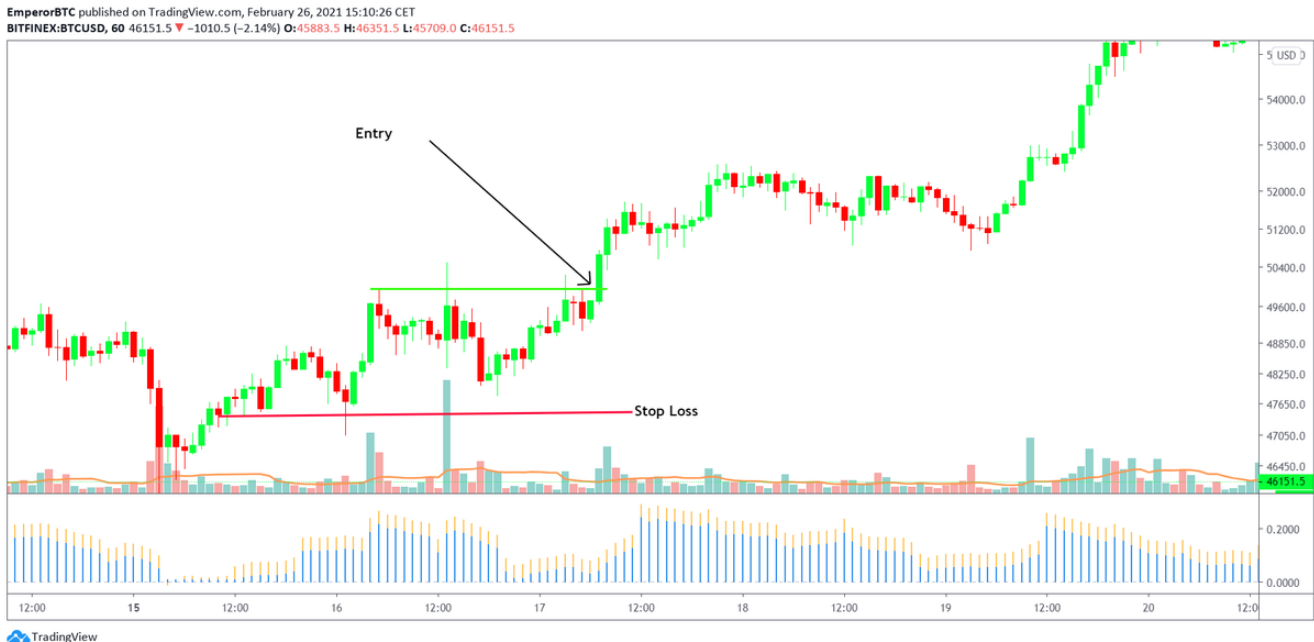 EmperorBTC published on TradingView.com, February 26, 2021 15:10:26 CET
BITFINEX:BTCUSD, 60 46151.5 ▼ −1010.5 (−2.14%) O:45883.5 H:46351.5 L:45709.0 C:46151.5
USD
54000.0
Entry
53000.0
52000.0
51200.0
50400.0
49600.0
48850.0
48250.0
Stop Loss
47650.0
47050.0
46450.0
46151.5
0.2000
0.0000
12:00 15 12:00 16 12:00 17 12:00 18 12:00 19 12:00 20
TradingView